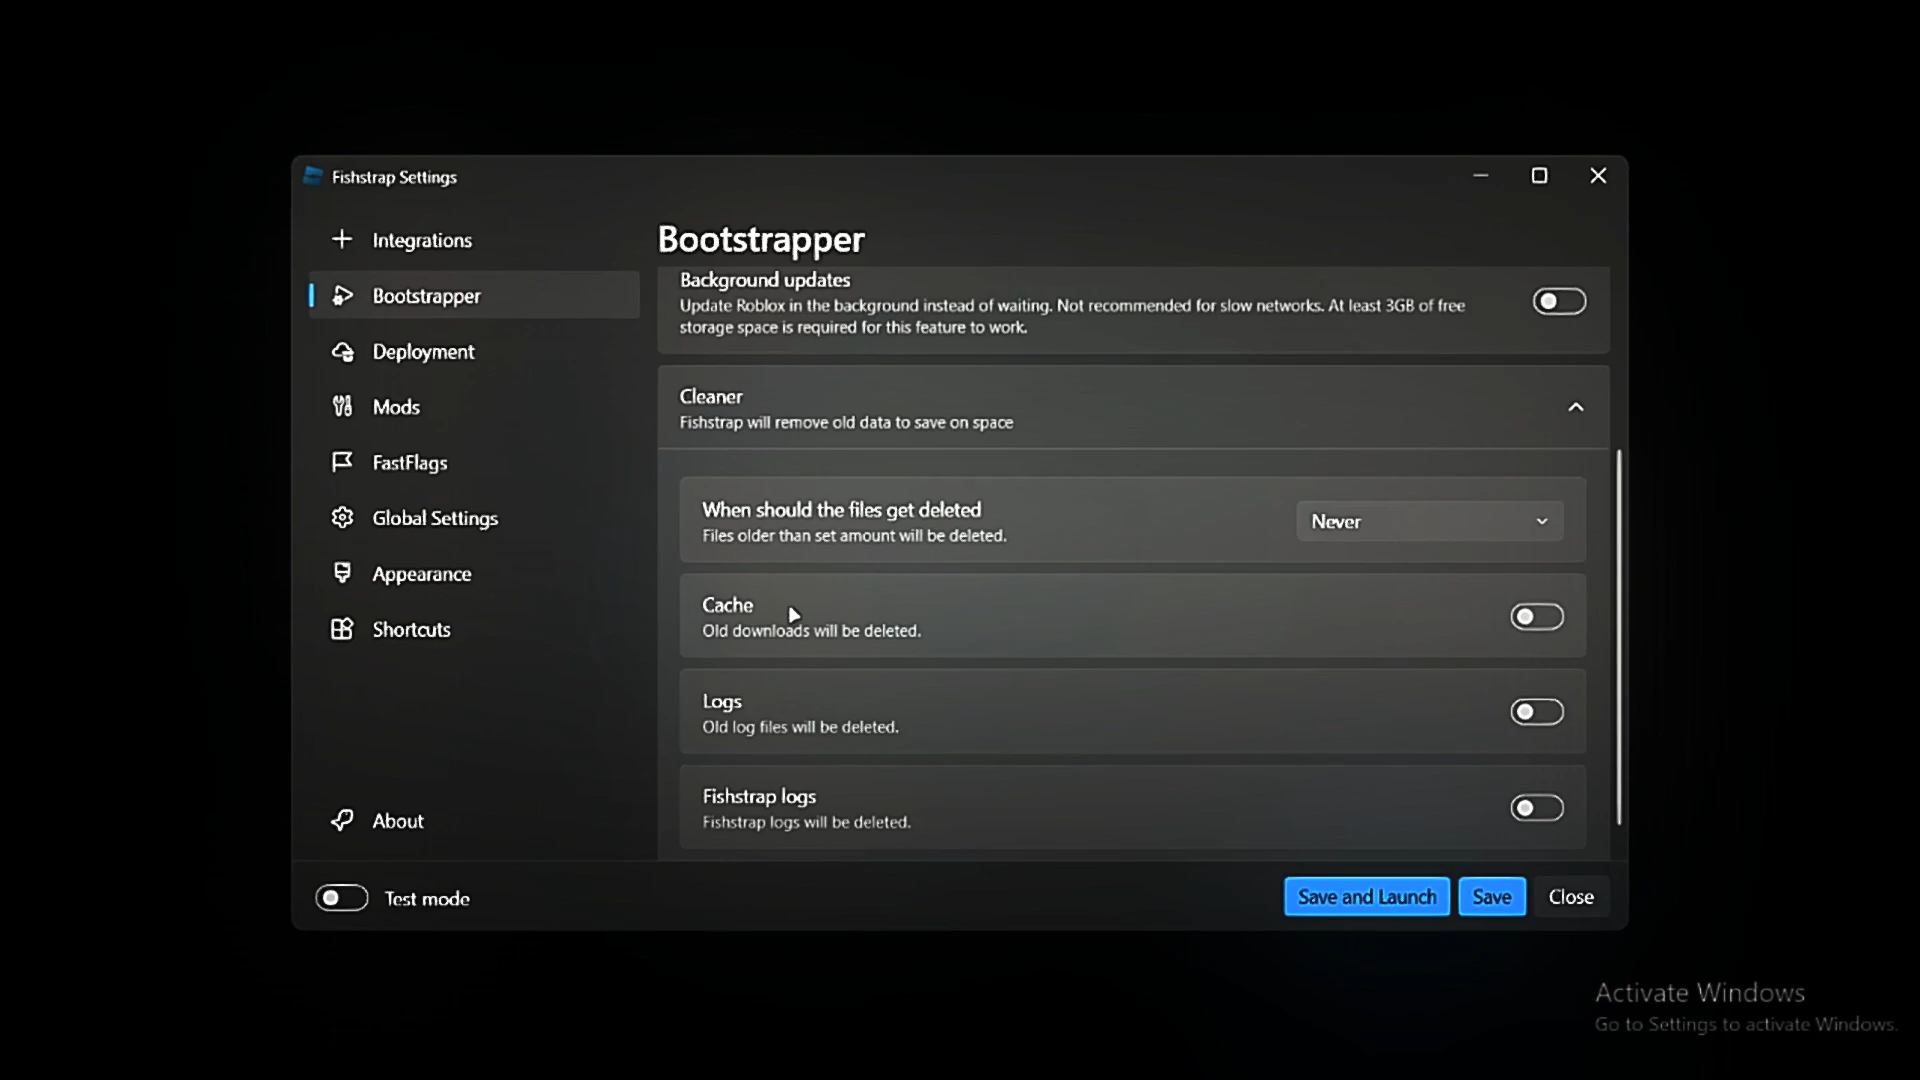 Fishstrap Settings
Integrations
Bootstrapper
Deployment
Mods
FastFlags
Global Settings
Appearance
Shortcuts
About
Bootstrapper
Background updates
Update Roblox in the background instead of waiting. Not recommended for slow networks. At least 3GB of free
storage space is required for this feature to work.
Cleaner
Fishstrap will remove old data to save on space
When should the files get deleted
Files older than set amount will be deleted.
Never
Cache
Old downloads will be deleted.
Logs
Old log files will be deleted.
Fishstrap logs
Fishstrap logs will be deleted.
Test mode
Save and Launch
Save
Close
Activate Windows
Go to Settings to activate Windows.